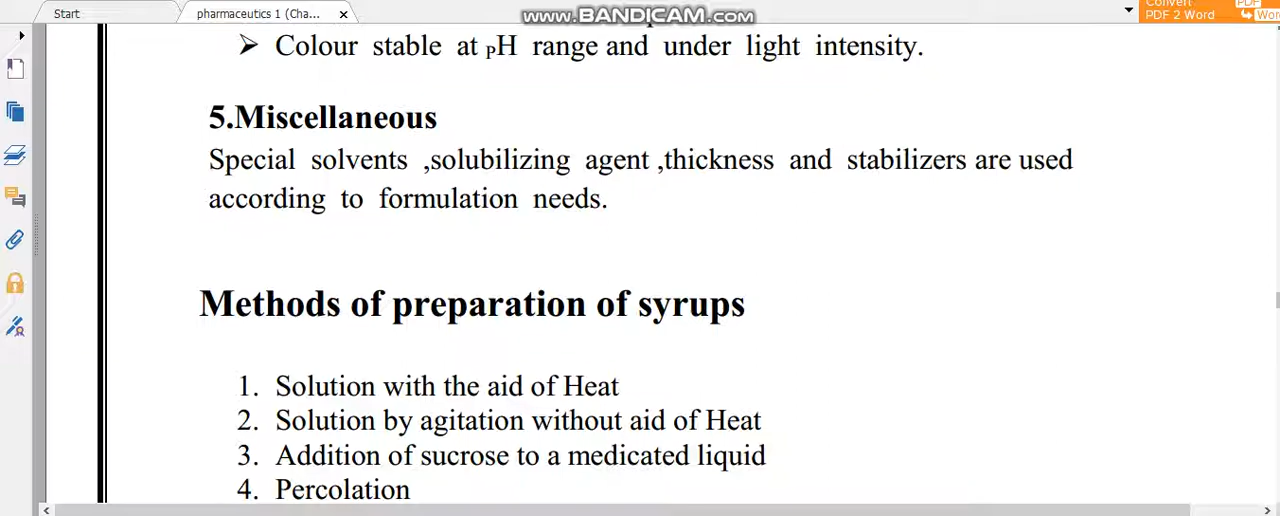 Start
pharmaceutics 1 (Cha... ×
www.BANDICAM.com
Convert PDF
PDF 2 Word Wor
➢ Colour stable at pH range and under light intensity.
5.Miscellaneous
Special solvents ,solubilizing agent ,thickness and stabilizers are used
according to formulation needs.
Methods of preparation of syrups
1. Solution with the aid of Heat
2. Solution by agitation without aid of Heat
3. Addition of sucrose to a medicated liquid
4. Percolation